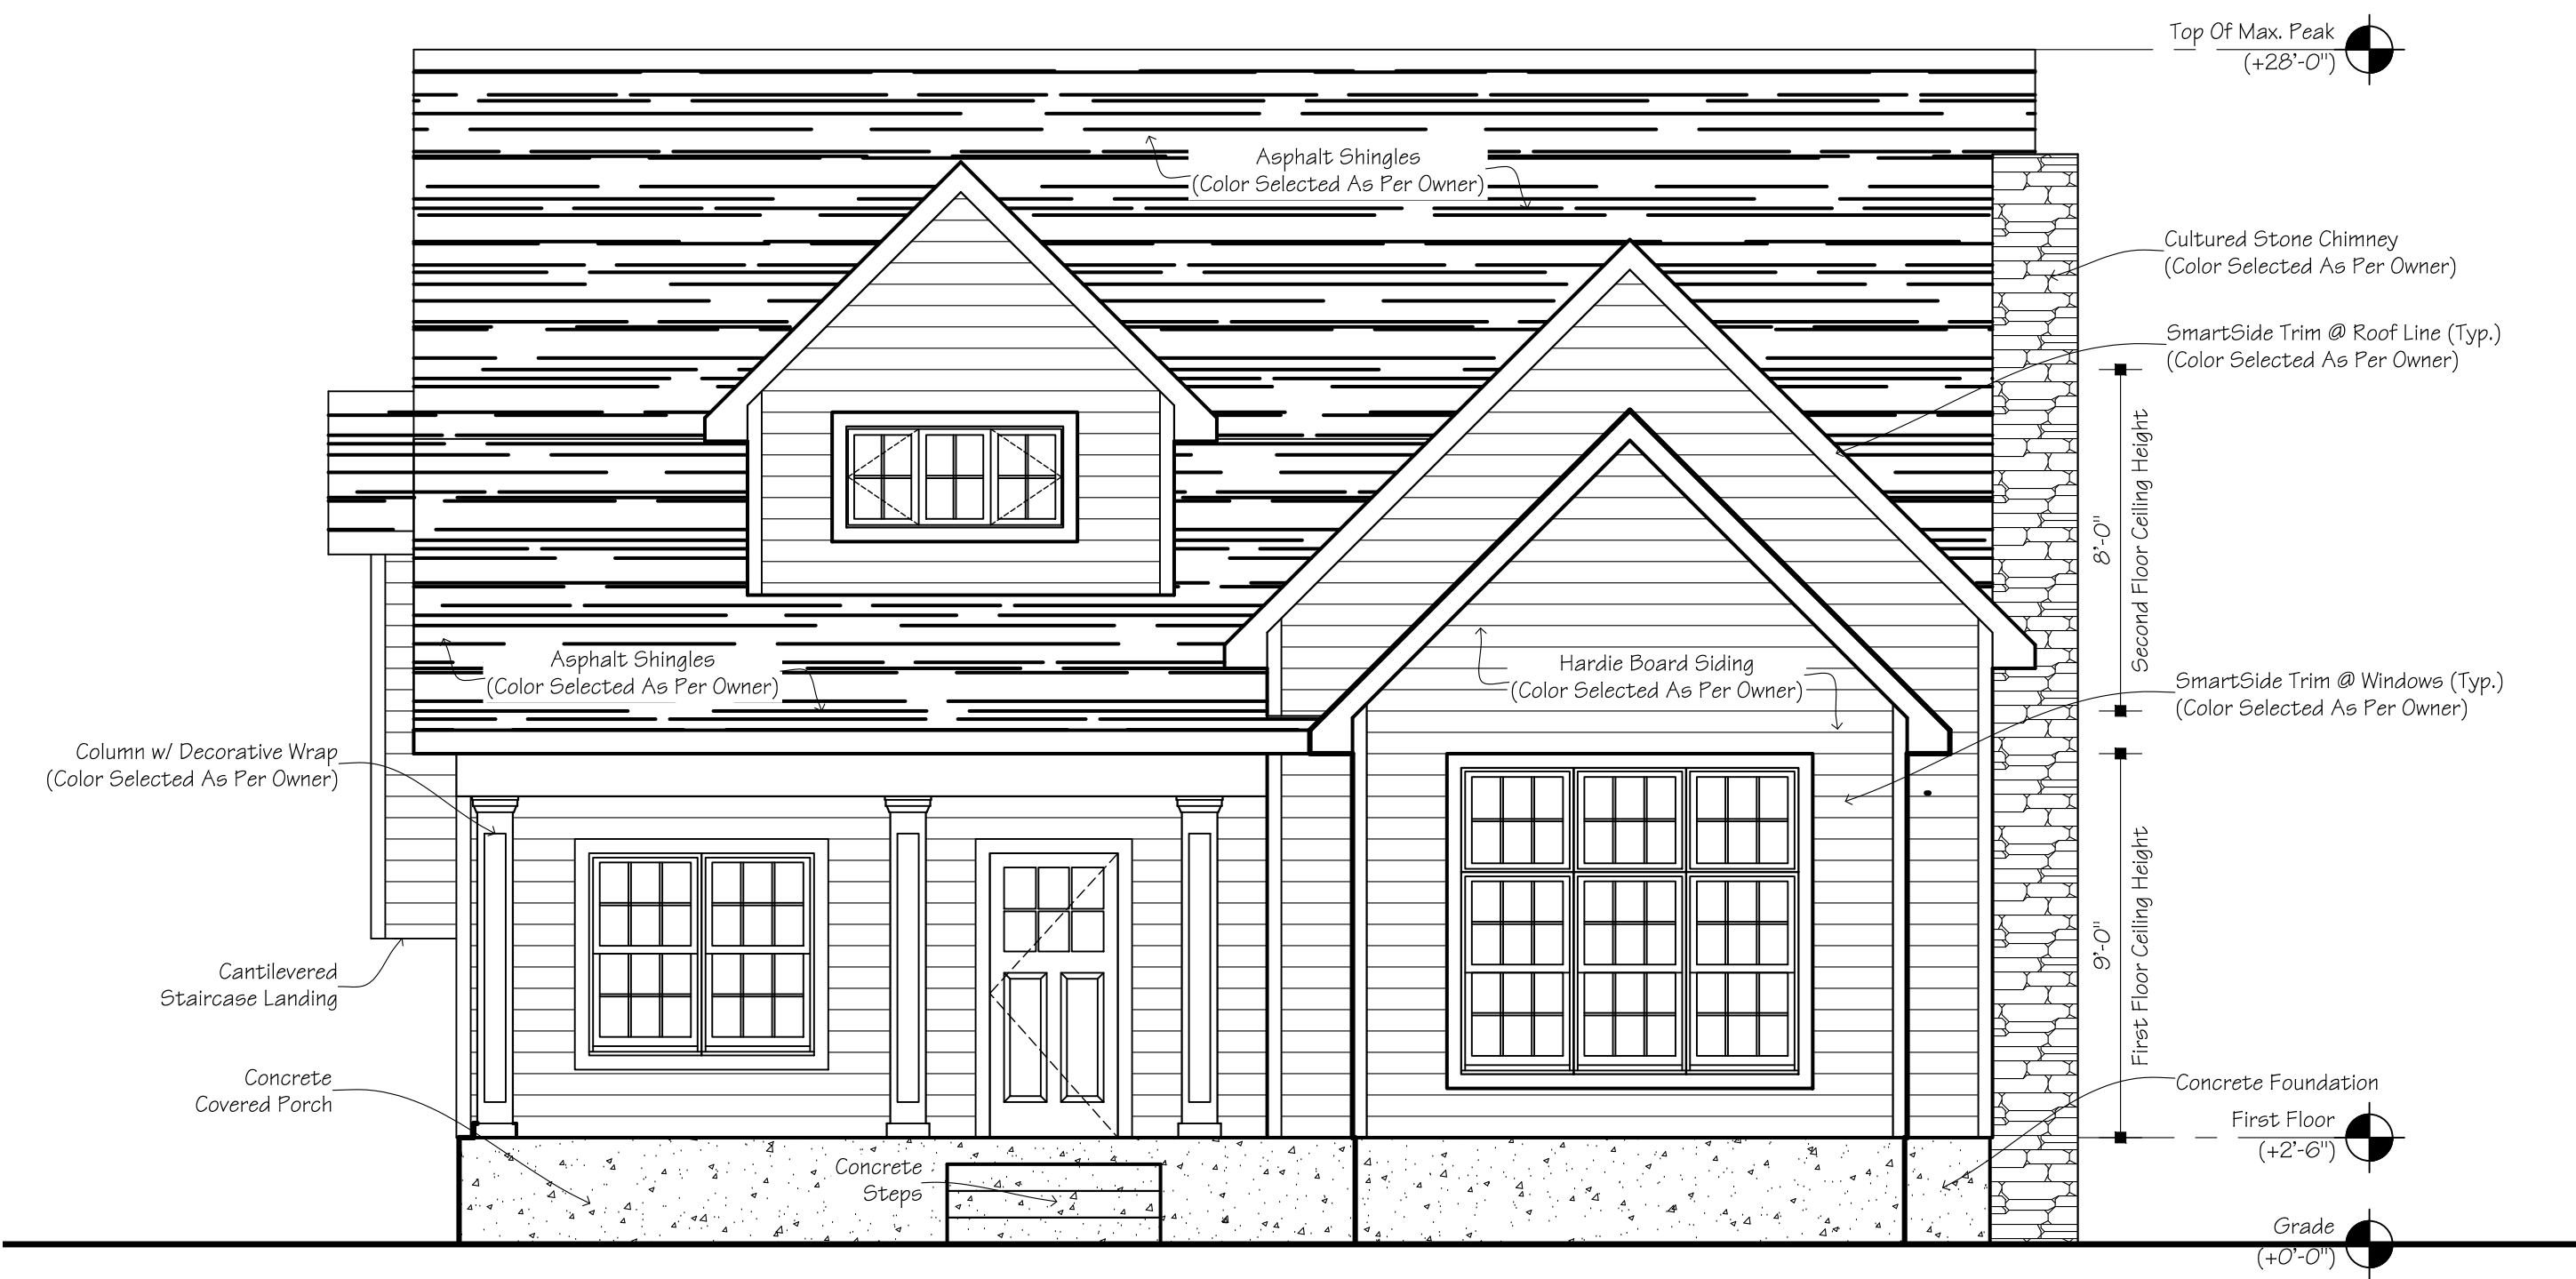 Top Of Max. Peak
(+28'-0")
Asphalt Shingles
(Color Selected As Per Owner)
Cultured Stone Chimney
(Color Selected As Per Owner)
SmartSide Trim @ Roof Line (Typ.)
(Color Selected As Per Owner)
8'-0"
Second Floor Ceiling Height
Asphalt Shingles
(Color Selected As Per Owner)
Hardie Board Siding
(Color Selected As Per Owner)
SmartSide Trim @ Windows (Typ.)
(Color Selected As Per Owner)
Column w/ Decorative Wrap
(Color Selected As Per Owner)
9'-0"
First Floor Ceiling Height
Cantilevered
Staircase Landing
Concrete
Covered Porch
Concrete Foundation
First Floor
(+2'-6")
Concrete
Steps
Grade
(+0'-0")